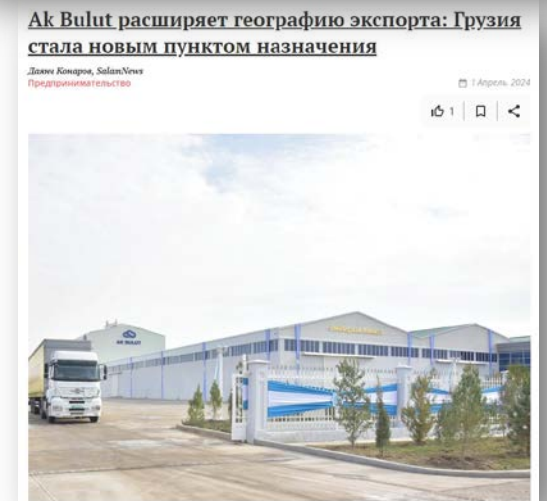 Ak Bulut расширяет географию экспорта: Грузия
стала новым пунктом назначения
Даянч Конаров, SalamNews
Предпринимательство
1 Апрель 2024
1
AK BULUT